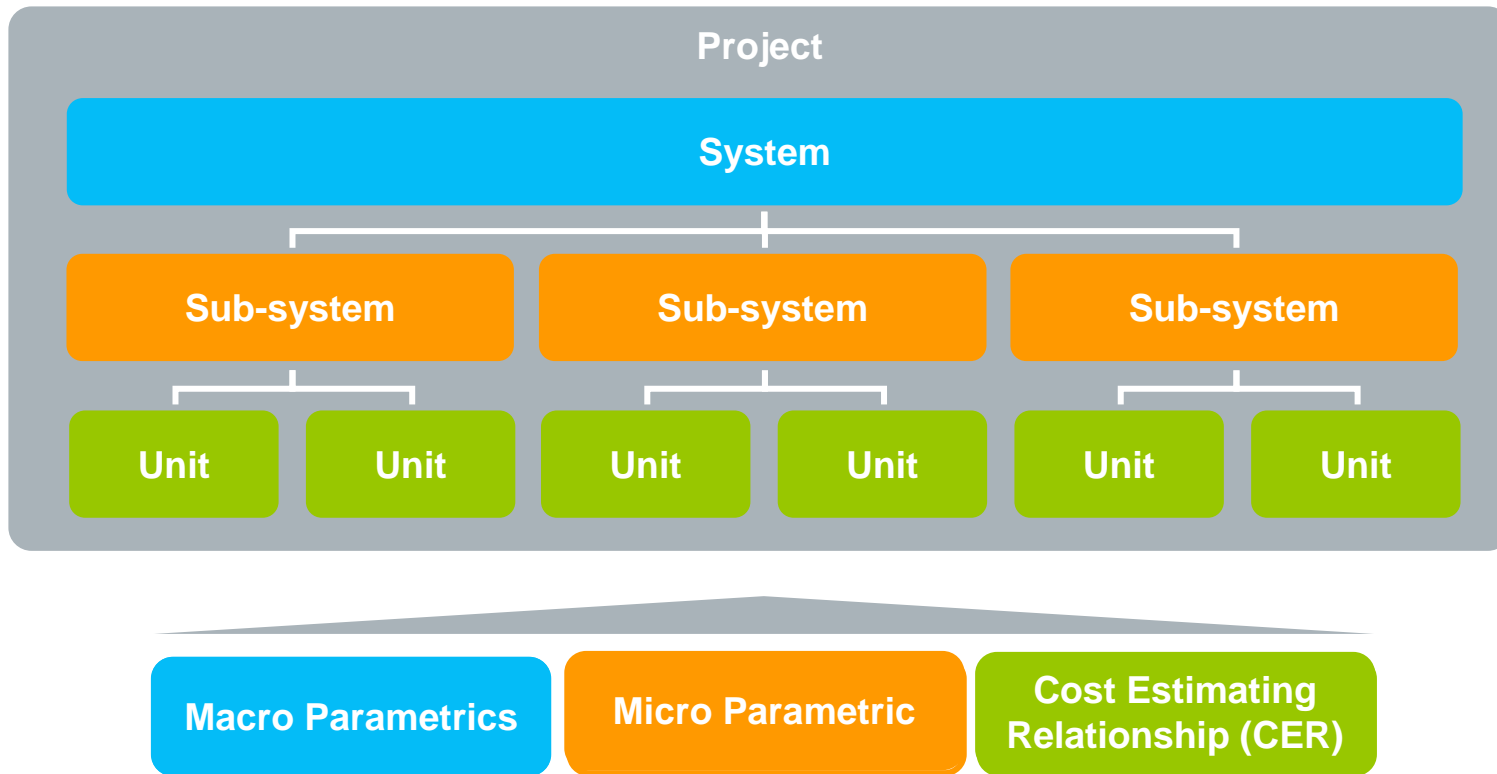 Project
System
Sub-system
Sub-system
Sub-system
Unit
Unit
Unit
Unit
Unit
Unit
Macro Parametrics
Micro Parametric
Cost Estimating
Relationship (CER)